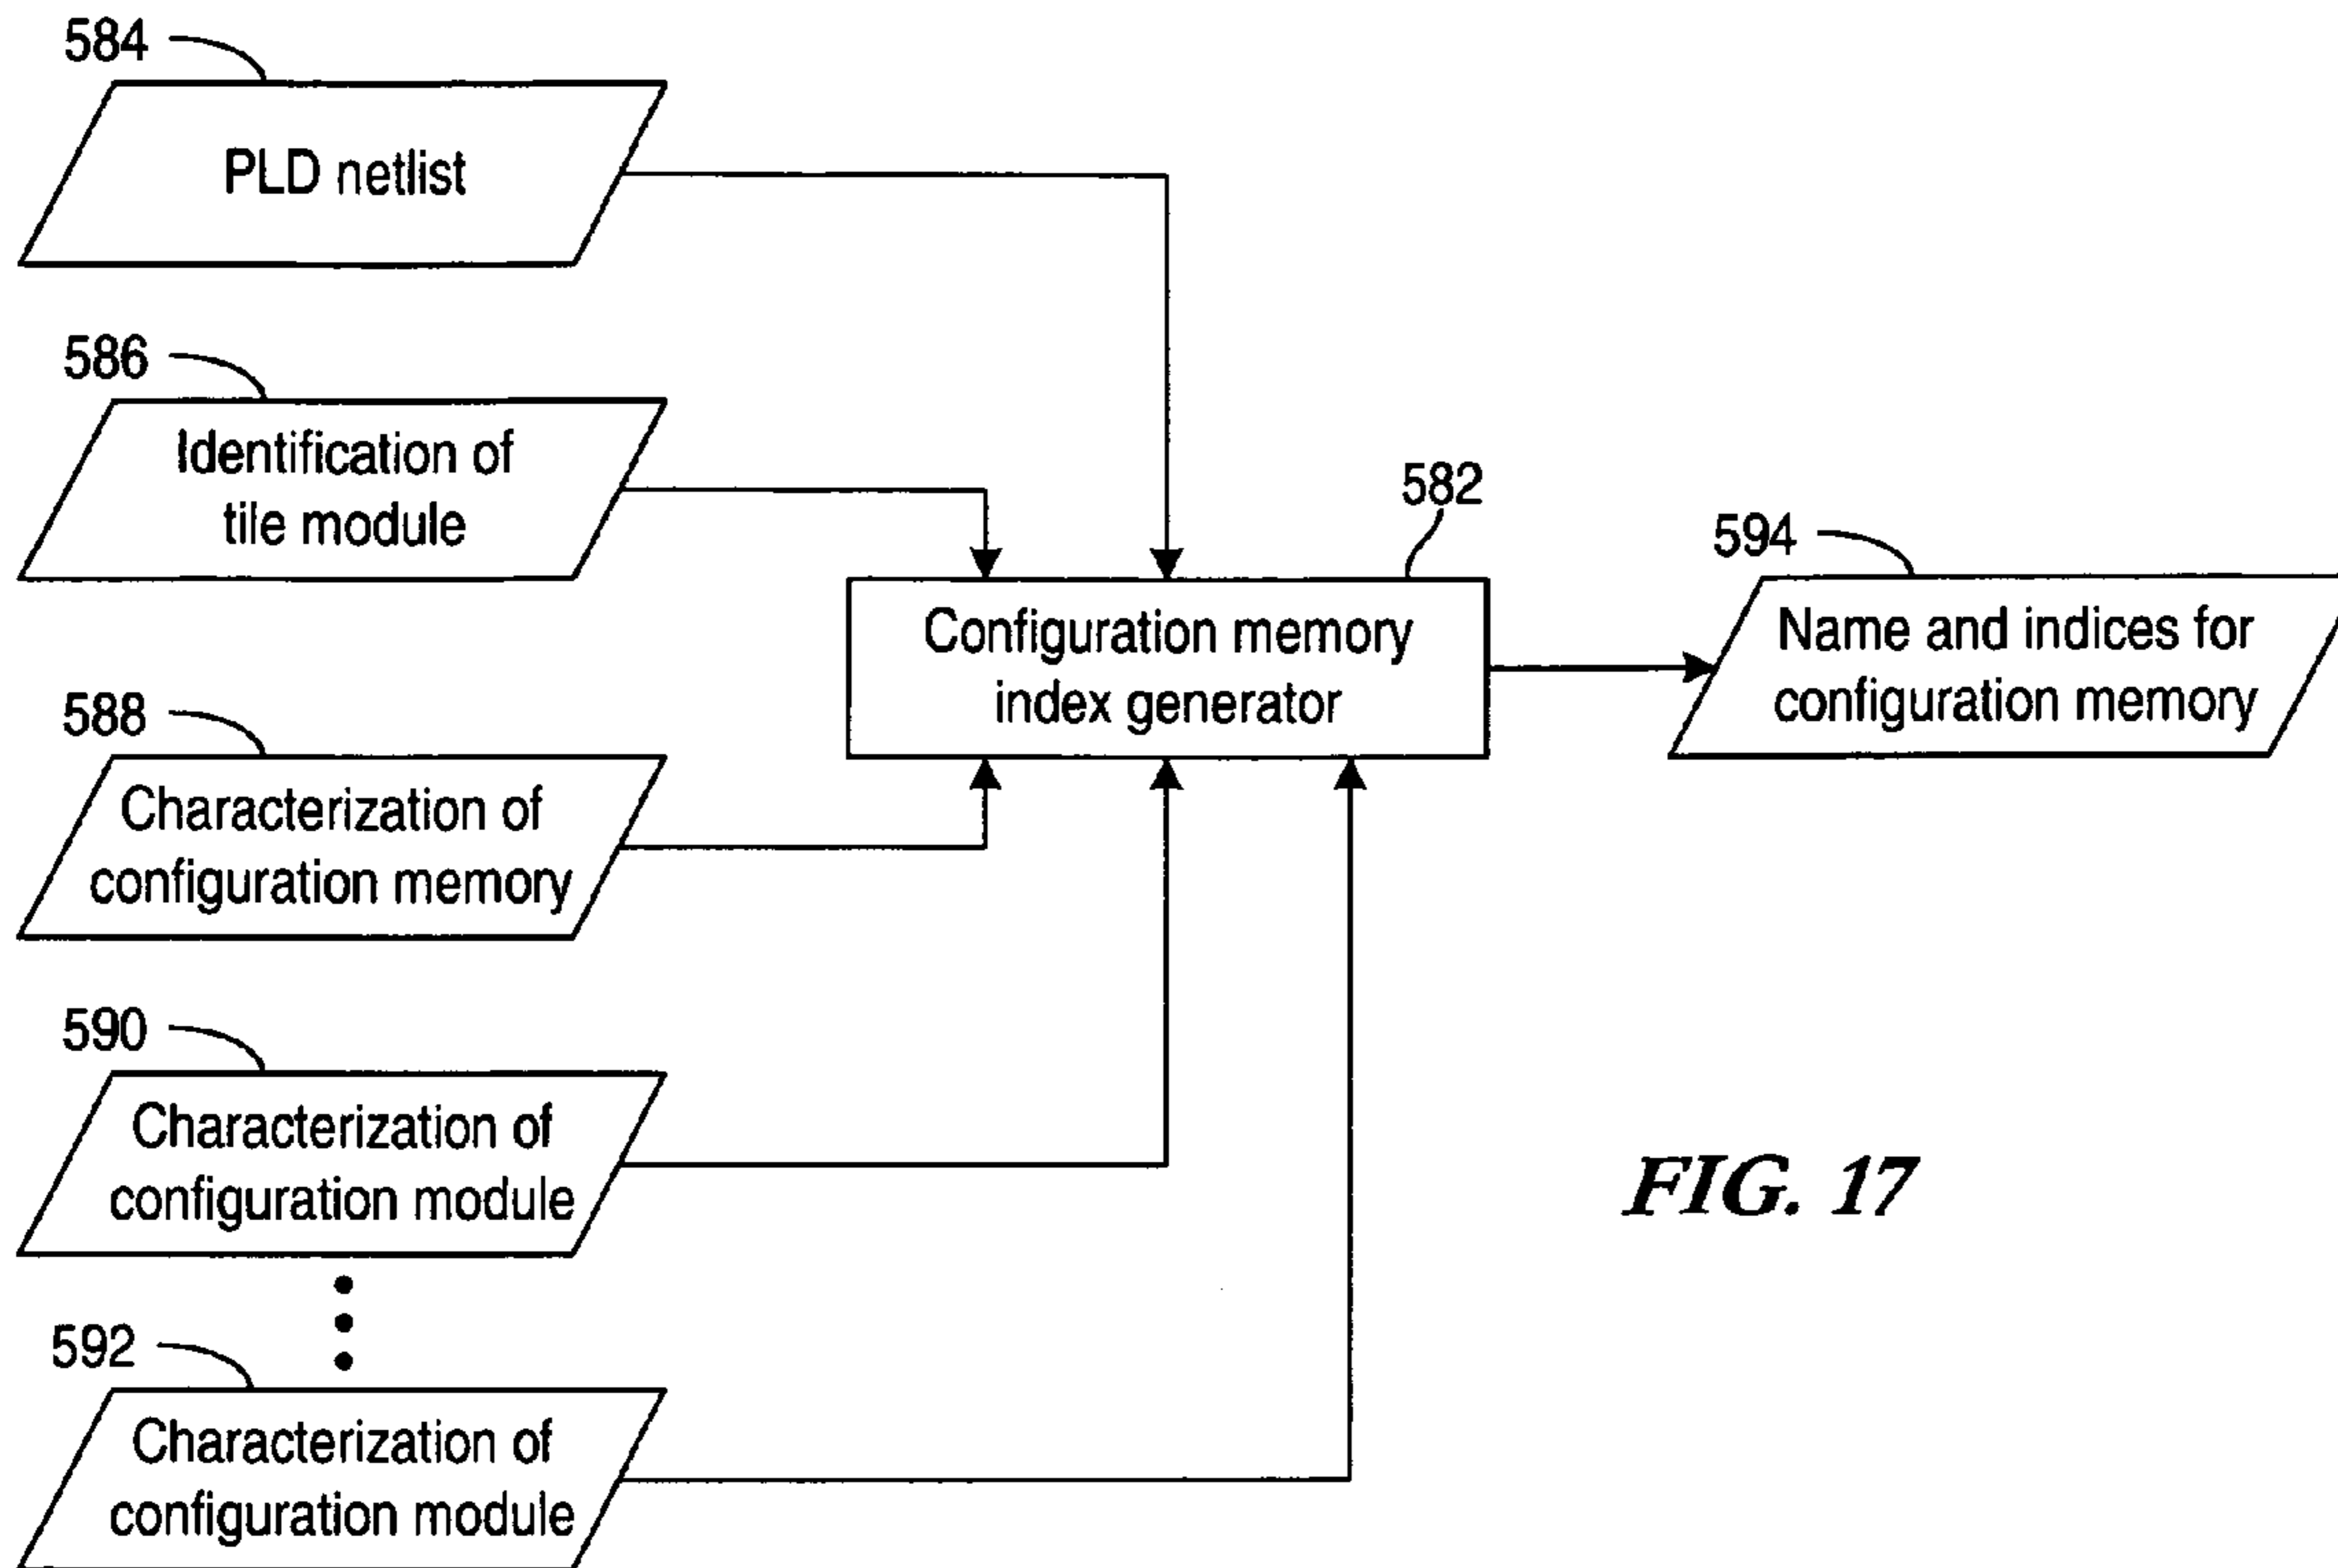 584
PLD netlist
586
Identification of
tile module
582
Configuration memory
index generator
594
Name and indices for
configuration memory
588
Characterization of
configuration memory
590
Characterization of
configuration module
592
Characterization of
configuration module
FIG. 17